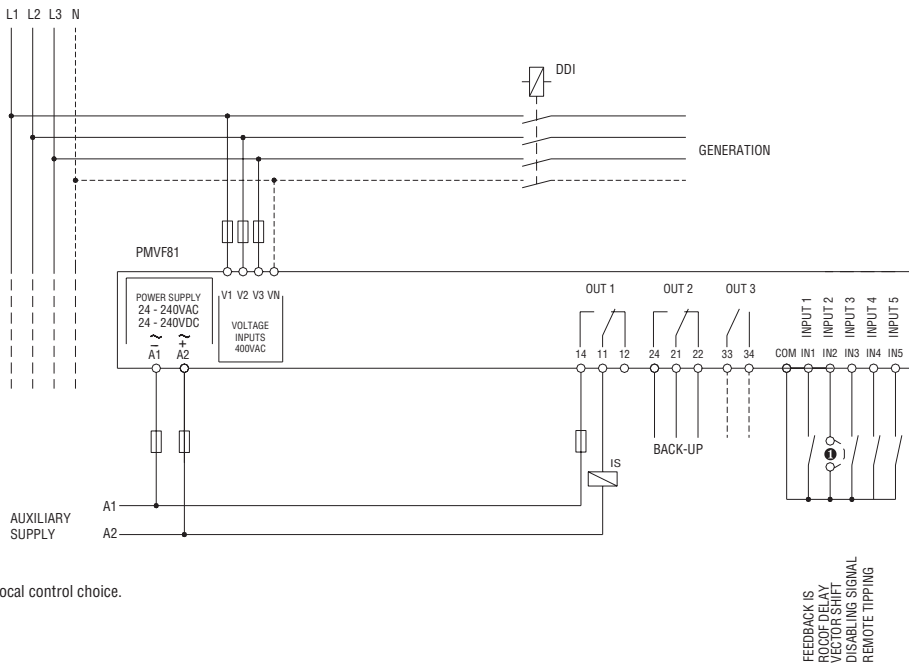 L1 L2 L3 N
DDI
GENERATION
PMVF81
POWER SUPPLY
24 - 240VAC
24 - 240VDC
~ ~
− +
A1 A2
V1 V2 V3 VN
VOLTAGE
INPUTS
400VAC
OUT 1
OUT 2
OUT 3
INPUT 1
INPUT 2
INPUT 3
INPUT 4
INPUT 5
14 11 12
24 21 22
33 34
COM IN1 IN2 IN3 IN4 IN5
BACK-UP
1
IS
AUXILIARY
SUPPLY
A1
A2
ocal control choice.
FEEDBACK IS
ROCOF DELAY
VECTOR SHIFT
DISABLING SIGNAL
REMOTE TIPPING